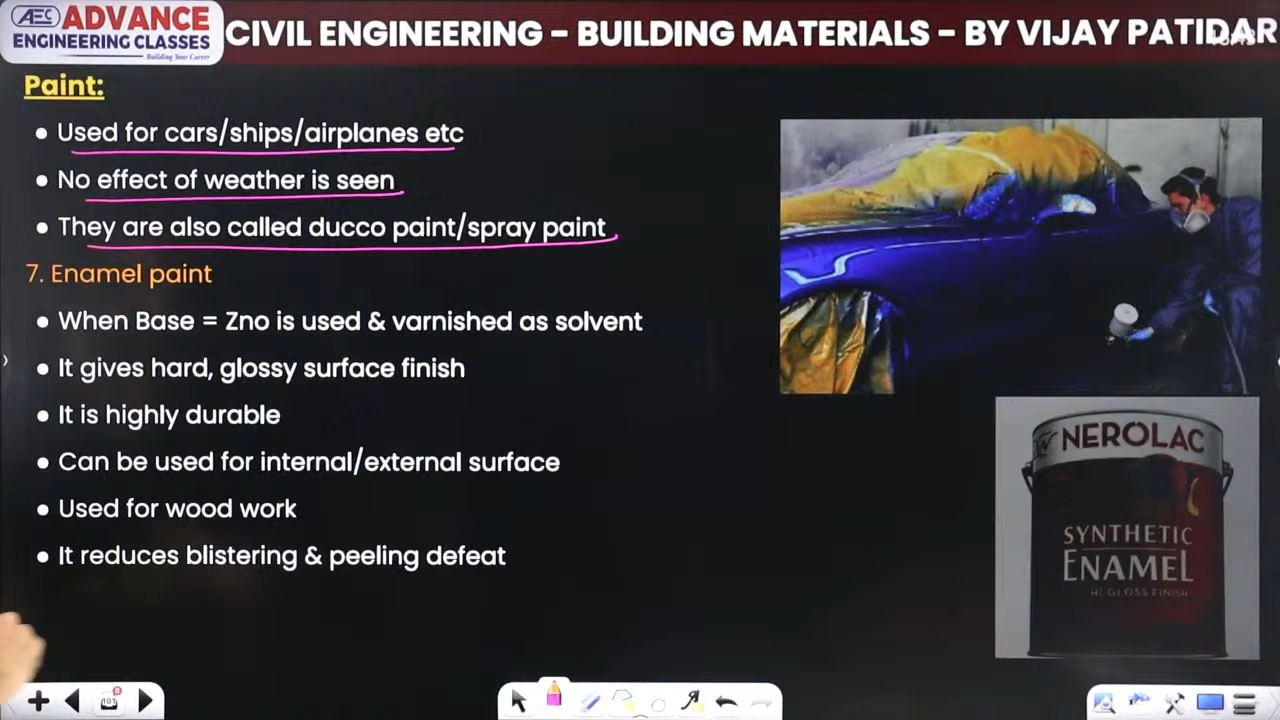 AEC ADVANCE
ENGINEERING CLASSES
Building Your Career
CIVIL ENGINEERING – BUILDING MATERIALS – BY VIJAY PATIDAR
Paint:
• Used for cars/ships/airplanes etc
• No effect of weather is seen
• They are also called ducco paint/spray paint
7. Enamel paint
• When Base = Zno is used & varnished as solvent
• It gives hard, glossy surface finish
• It is highly durable
• Can be used for internal/external surface
• Used for wood work
• It reduces blistering & peeling defeat
NEROLAC
SYNTHETIC
ENAMEL
HI GLOSS FINISH
101